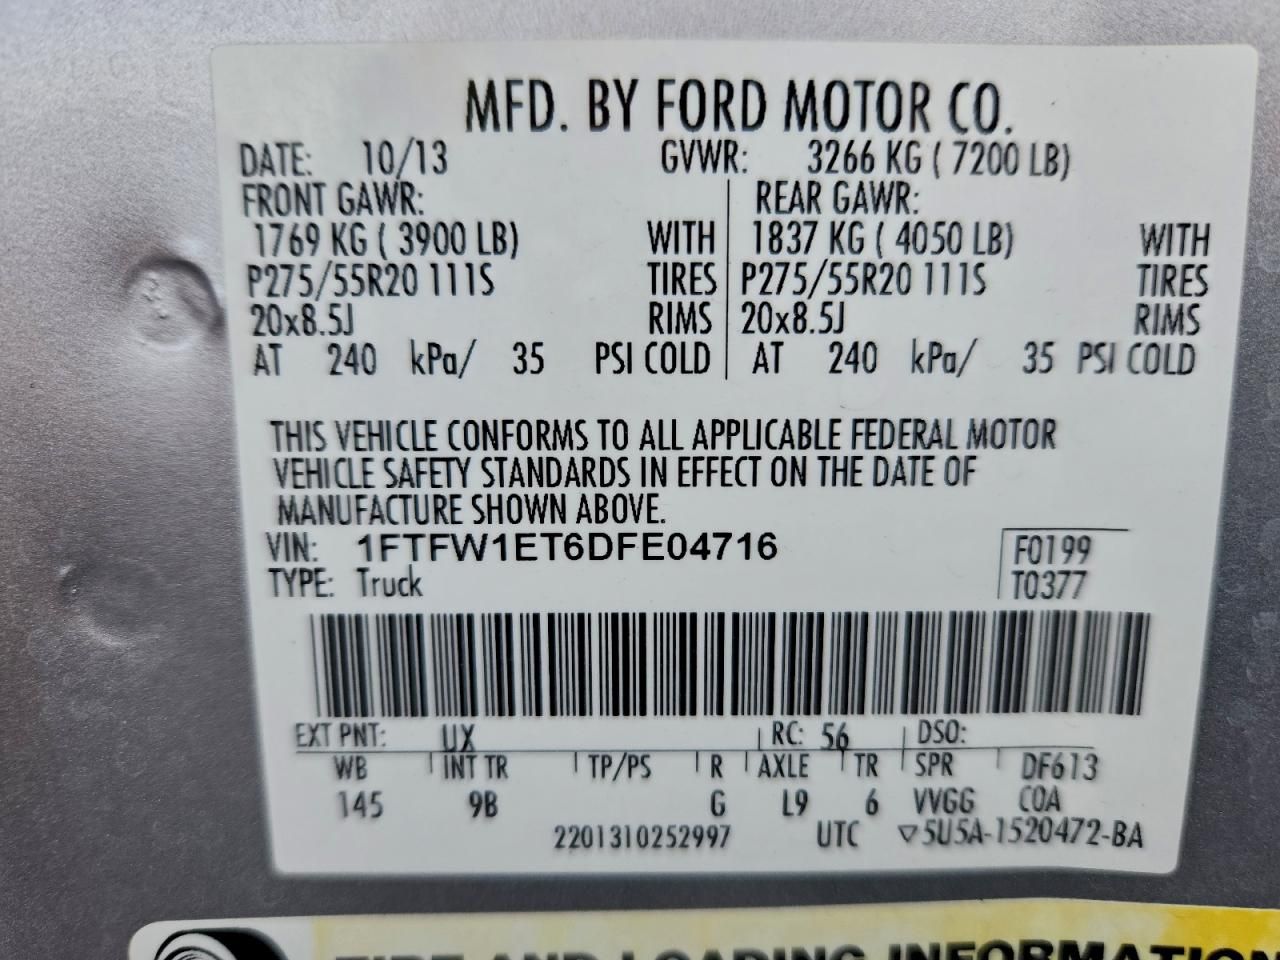 MFD. BY FORD MOTOR CO.
DATE: 10/13 GVWR: 3266 KG ( 7200 LB)
FRONT GAWR: REAR GAWR:
1769 KG ( 3900 LB) WITH 1837 KG ( 4050 LB) WITH
P275/55R20 111S TIRES P275/55R20 111S TIRES
20x8.5J RIMS 20x8.5J RIMS
AT 240 kPa/ 35 PSI COLD AT 240 kPa/ 35 PSI COLD
THIS VEHICLE CONFORMS TO ALL APPLICABLE FEDERAL MOTOR
VEHICLE SAFETY STANDARDS IN EFFECT ON THE DATE OF
MANUFACTURE SHOWN ABOVE.
VIN: 1FTFW1ET6DFE04716 F0199
TYPE: Truck T0377
EXT PNT: UX RC: 56 DSO:
WB INT TR TP/PS R AXLE TR SPR DF613
145 9B G L9 6 VVGG COA
2201310252997 UTC ▽5U5A-1520472-BA
TIRE AND LOADING INFORMATION